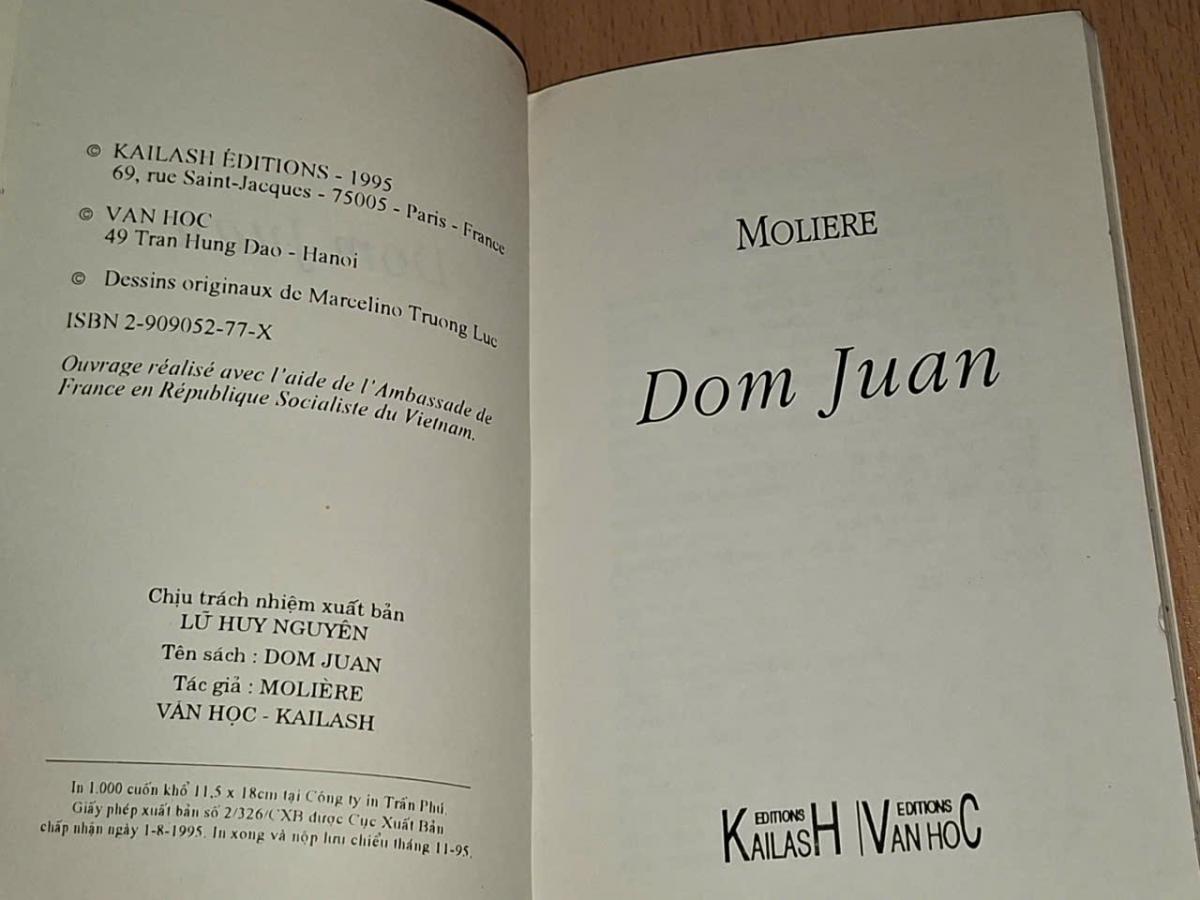 © KAILASH ÉDITIONS - 1995
69, rue Saint-Jacques - 75005 - Paris - France
© VAN HOC
49 Tran Hung Dao - Hanoi
© Dessins originaux de Marcelino Truong Luc
ISBN 2-909052-77-X
Ouvrage réalisé avec l'aide de l'Ambassade de
France en République Socialiste du Vietnam.
Chịu trách nhiệm xuất bản
LỮ HUY NGUYÊN
Tên sách : DOM JUAN
Tác giả : MOLIÈRE
VĂN HỌC - KAILASH
In 1.000 cuốn khổ 11,5 x 18cm tại Công ty in Trần Phú.
Giấy phép xuất bản số 2/326/CXB được Cục Xuất Bản
chấp nhận ngày 1-8-1995. In xong và nộp lưu chiểu tháng 11-95.
MOLIERE
Dom Juan
EDITIONS KAILASH | EDITIONS VAN HOC